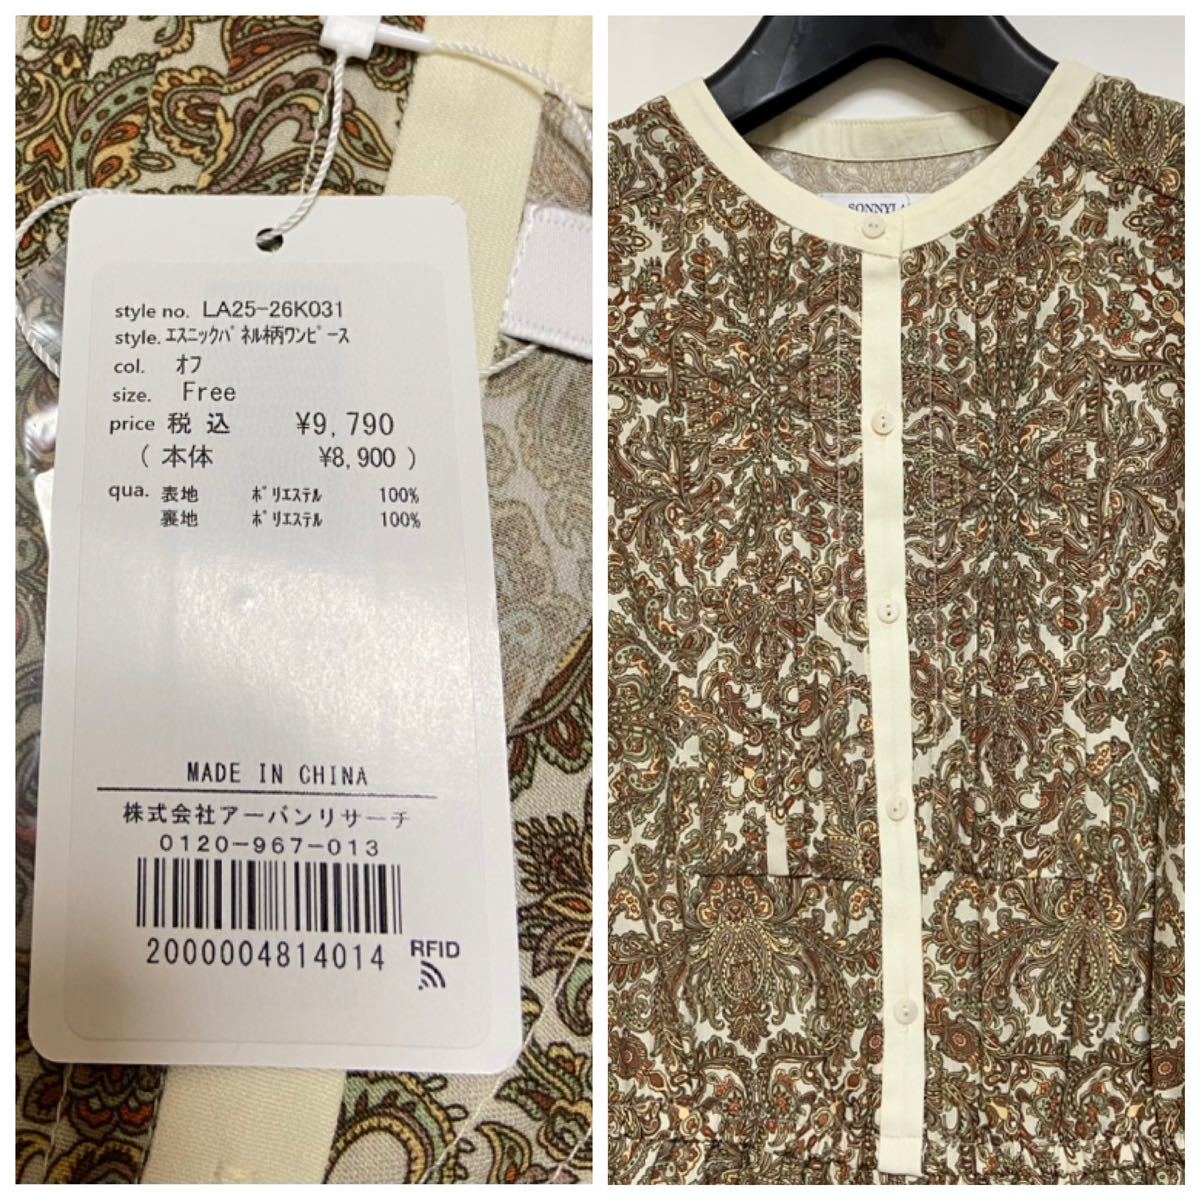 style no. LA25-26K031
style. ｴｽﾆｯｸﾊﾟﾈﾙ柄ﾜﾝﾋﾟｰｽ
col. ｵﾌ
size. Free
price 税 込 ¥9,790
( 本体 ¥8,900 )
qua. 表地 ﾎﾟﾘｴｽﾃﾙ 100%
裏地 ﾎﾟﾘｴｽﾃﾙ 100%
MADE IN CHINA
株式会社アーバンリサーチ
0120-967-013
2000004814014
RFID